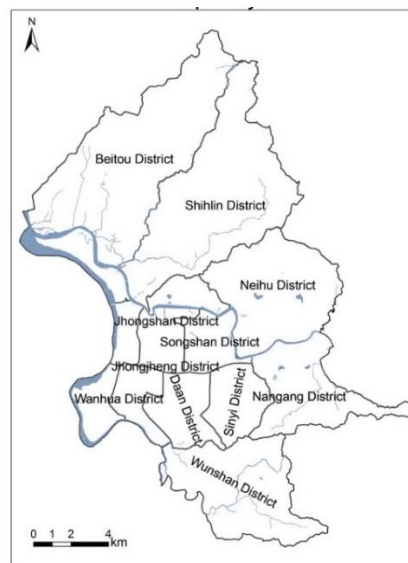 N
Beitou District
Shihlin District
Neihu District
Jhongshan District
Songshan District
Jhongjheng District
Wanhua District
Daan District
Sinyi District
Nangang District
Wunshan District
0 1 2 4
km